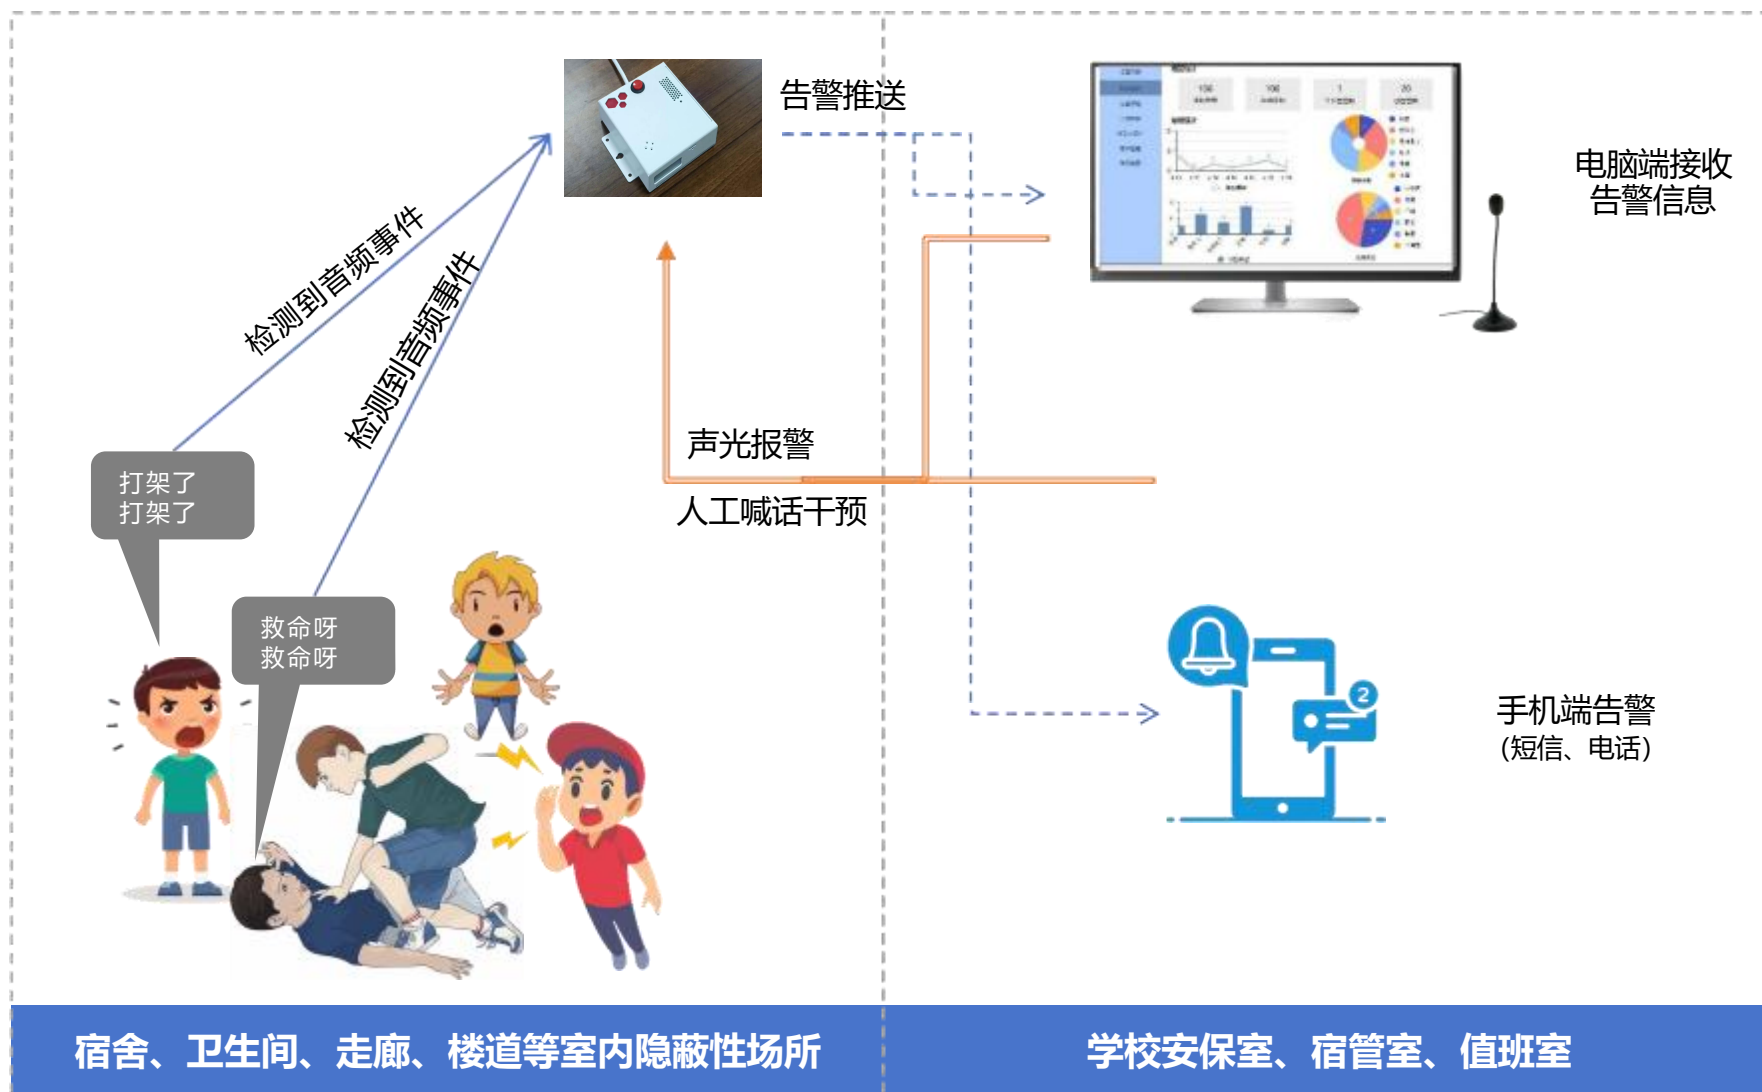 告警推送
电脑端接收
告警信息
检测到音频事件
检测到音频事件
声光报警
人工喊话干预
打架了
打架了
救命呀
救命呀
2
手机端告警
（短信、电话）
宿舍、卫生间、走廊、楼道等室内隐蔽性场所
学校安保室、宿管室、值班室